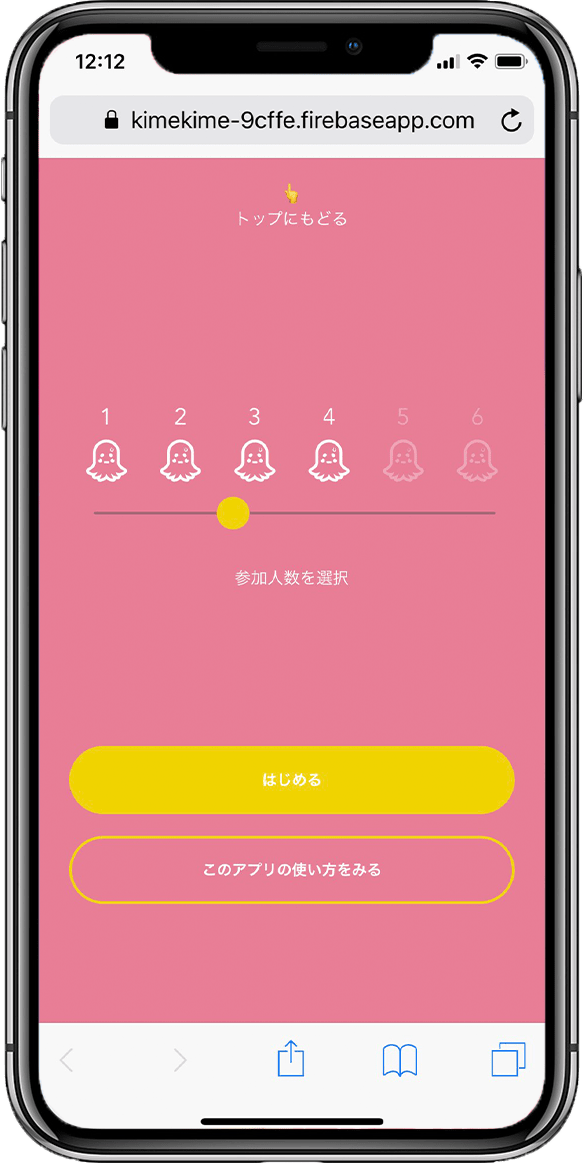 12:12
kimekime-9cffe.firebaseapp.com
トップにもどる
1 2 3 4 5 6
参加人数を選択
はじめる
このアプリの使い方をみる